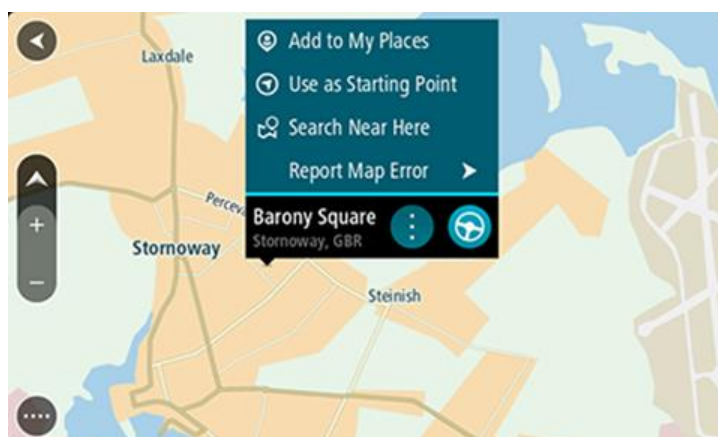 Laxdale
Add to My Places
Use as Starting Point
Search Near Here
Report Map Error
Barony Square
Stornoway, GBR
Stornoway
Steinish